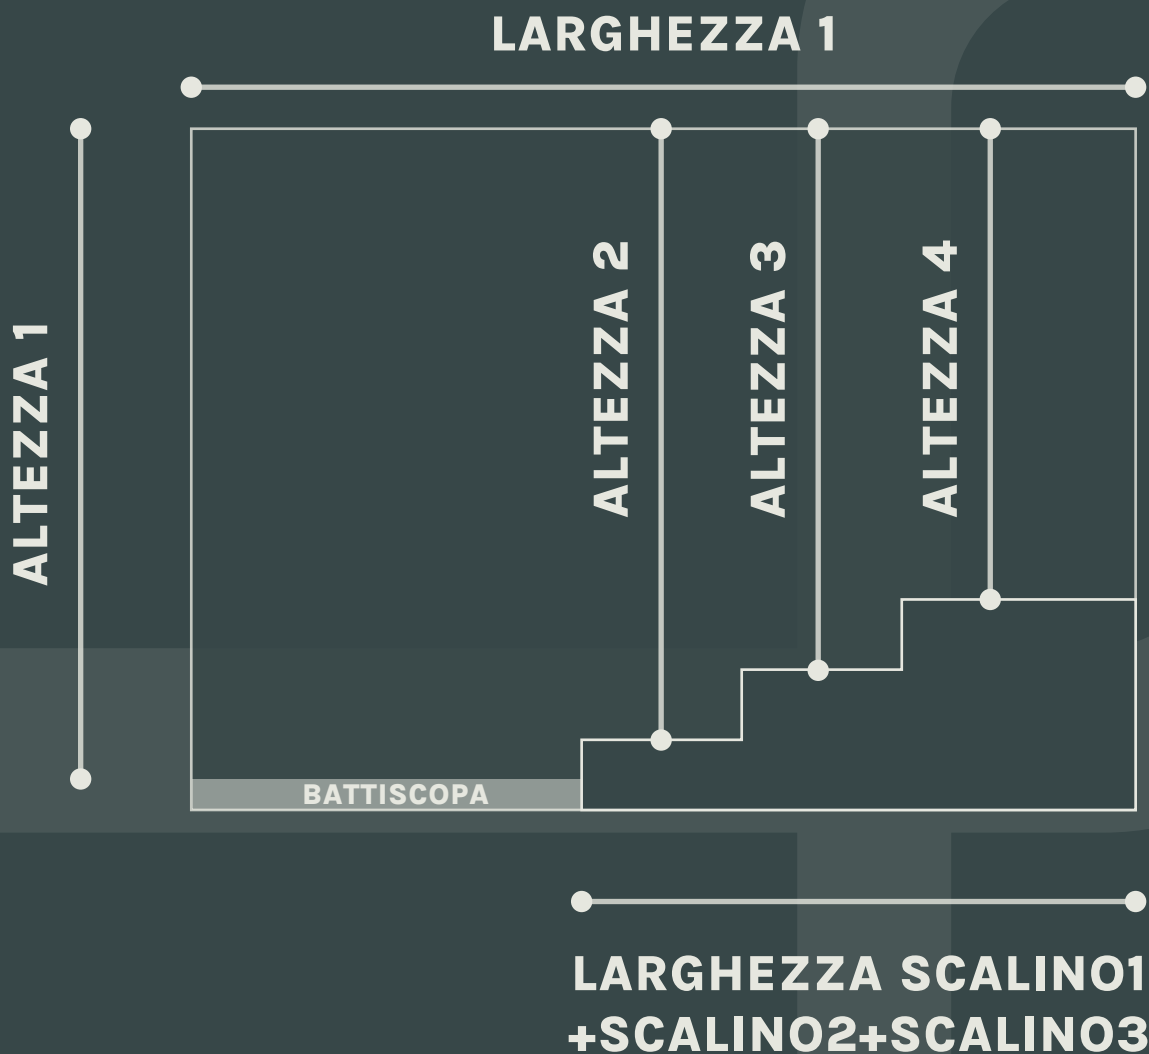 LARGHEZZA 1
ALTEZZA 1
ALTEZZA 2
ALTEZZA 3
ALTEZZA 4
BATTISCOPA
LARGHEZZA SCALINO1
+SCALINO2+SCALINO3